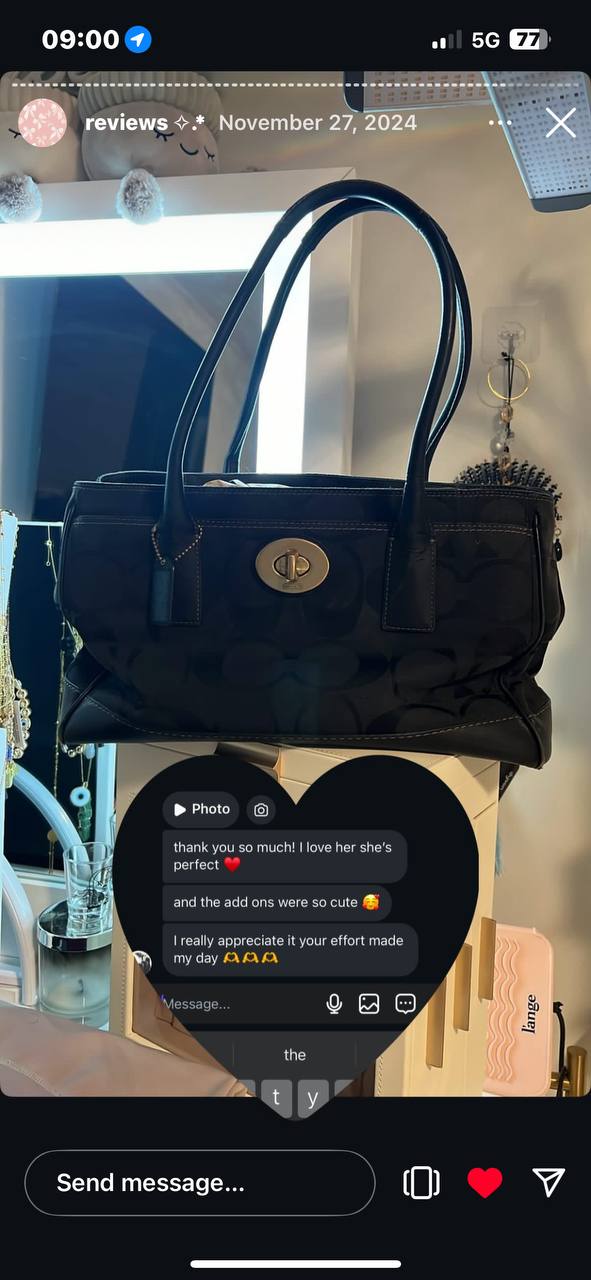 09:00
5G
77
reviews ✧.* November 27, 2024
Photo
thank you so much! I love her she's
perfect ❤️
and the add ons were so cute 🥰
I really appreciate it your effort made
my day 🫶🫶🫶
Message...
the
t y
l'ange
Send message...